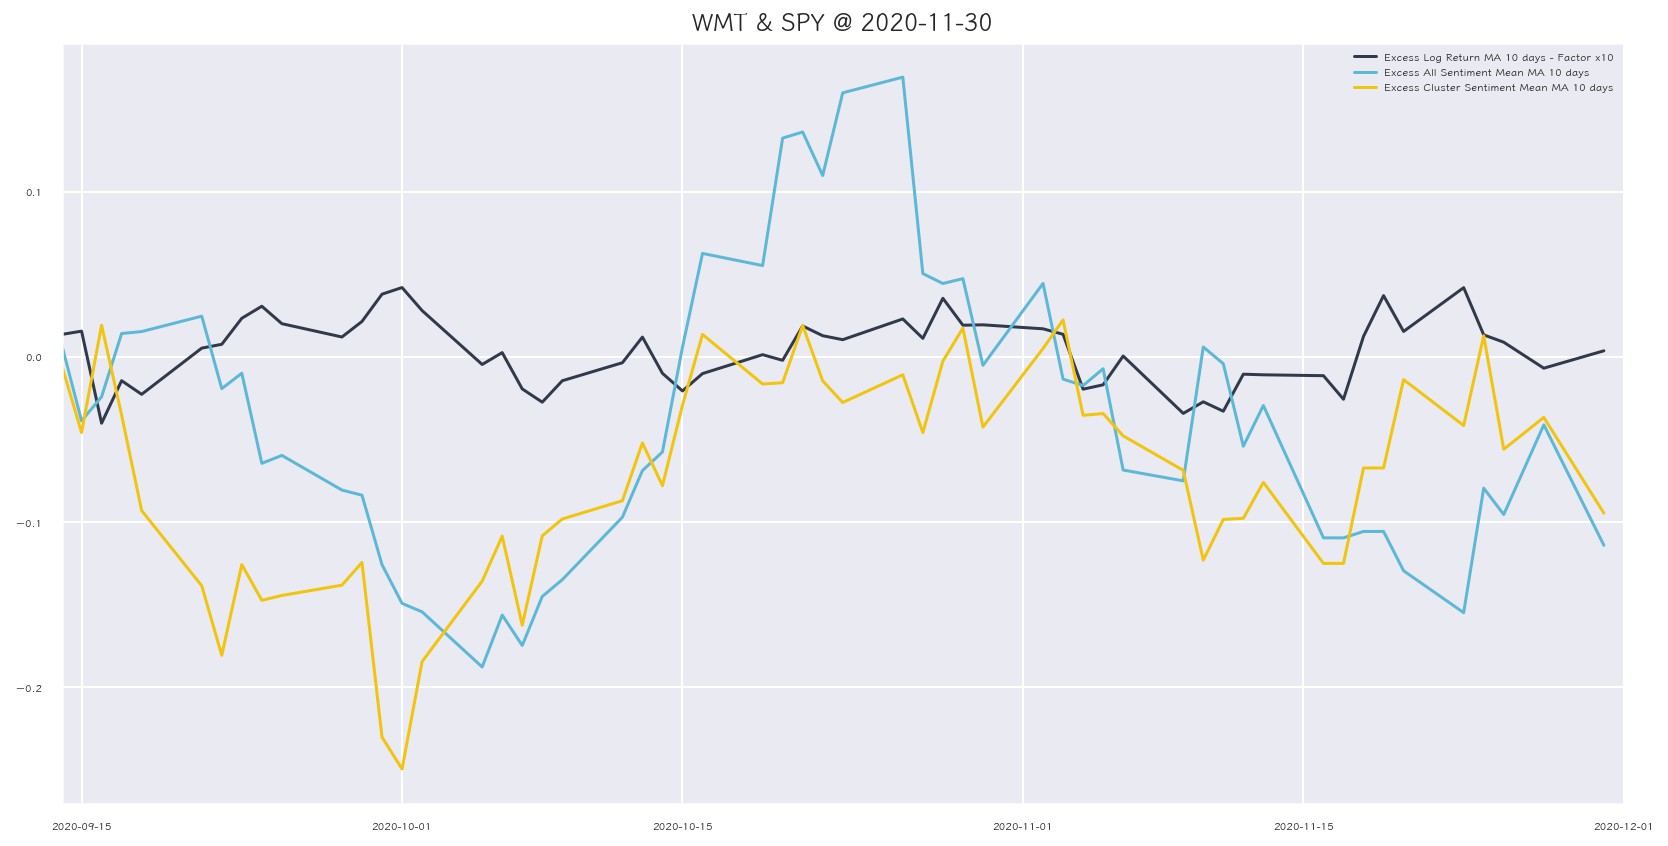 WMT & SPY @ 2020-11-30
Excess Log Return MA 10 days - Factor x10
Excess All Sentiment Mean MA 10 days
Excess Cluster Sentiment Mean MA 10 days
0.1
0.0
−0.1
−0.2
2020-09-15 2020-10-01 2020-10-15 2020-11-01 2020-11-15 2020-12-01